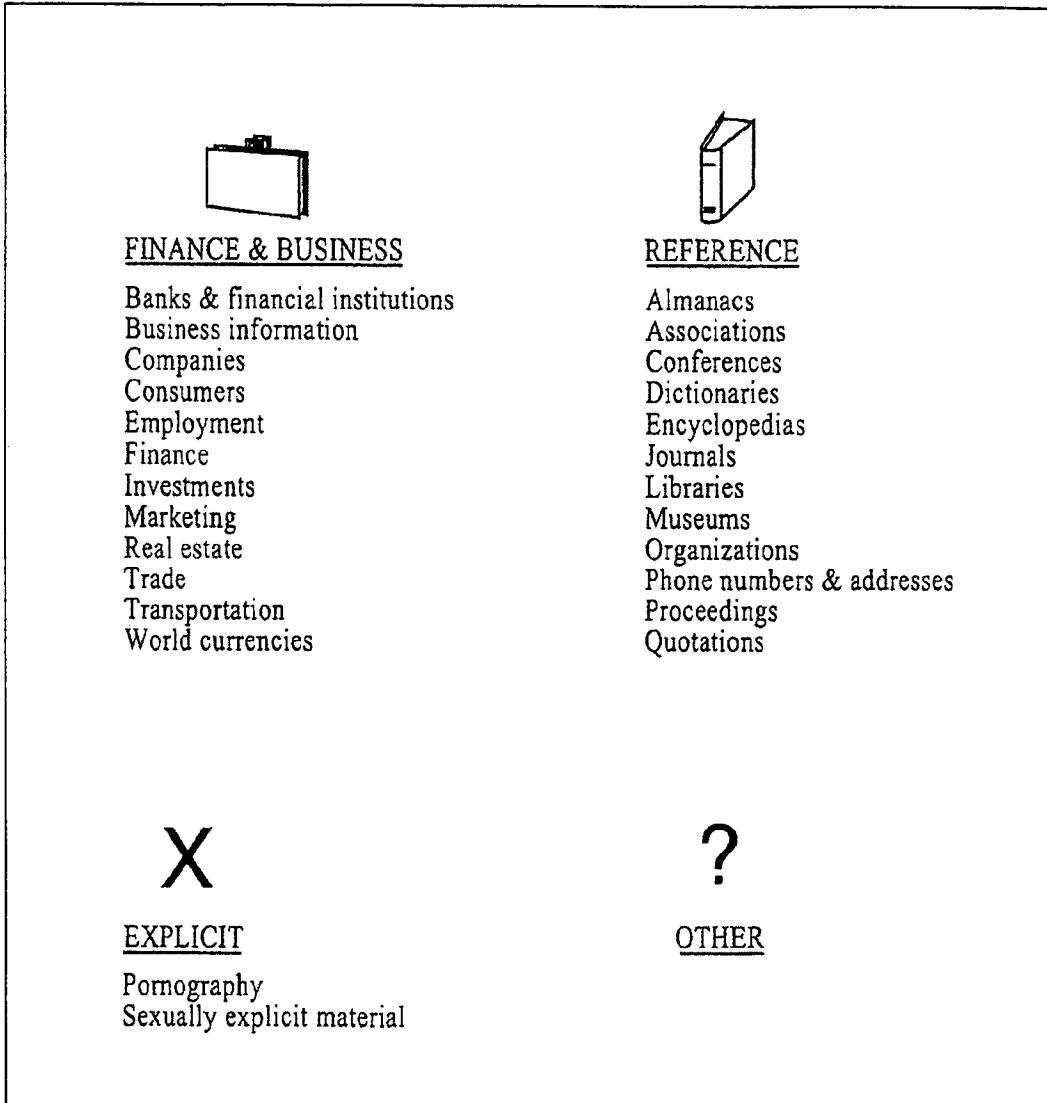 FINANCE & BUSINESS
Banks & financial institutions
Business information
Companies
Consumers
Employment
Finance
Investments
Marketing
Real estate
Trade
Transportation
World currencies
REFERENCE
Almanacs
Associations
Conferences
Dictionaries
Encyclopedias
Journals
Libraries
Museums
Organizations
Phone numbers & addresses
Proceedings
Quotations
X
EXPLICIT
Pornography
Sexually explicit material
?
OTHER